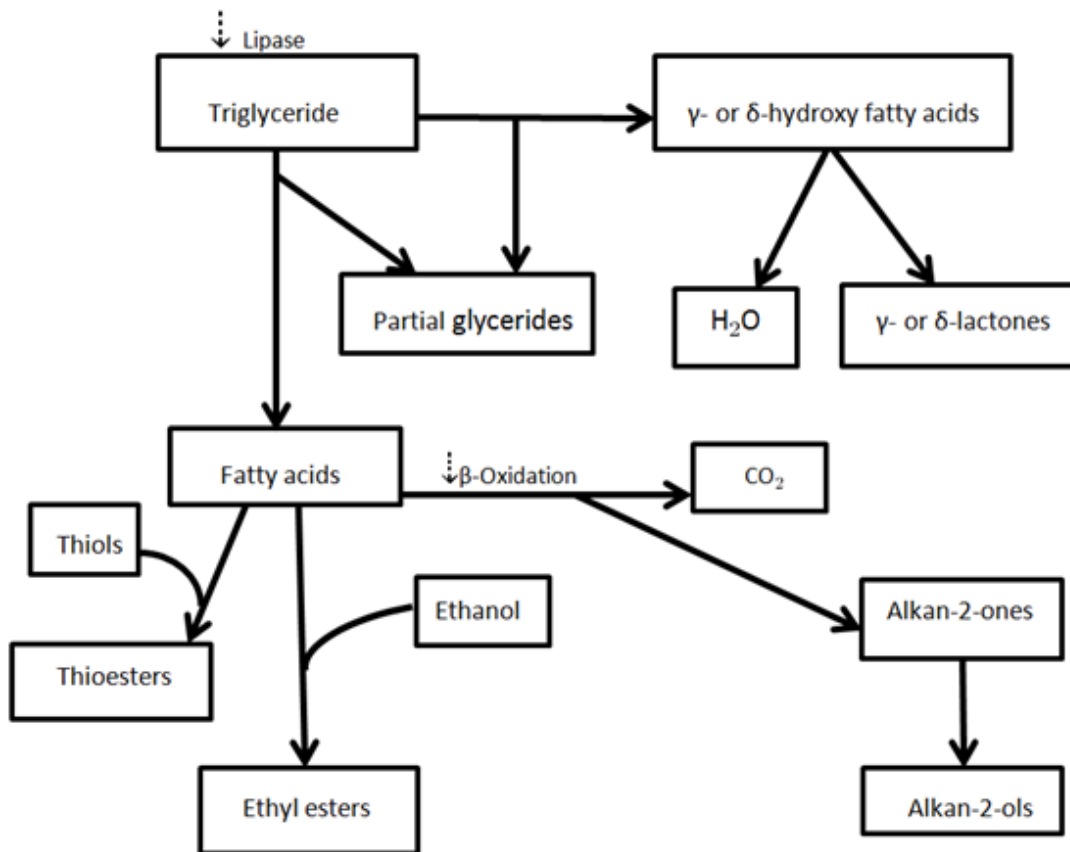 Lipase
Triglyceride
γ- or δ-hydroxy fatty acids
Partial glycerides
H₂O
γ- or δ-lactones
Fatty acids
β-Oxidation
CO₂
Thiols
Ethanol
Alkan-2-ones
Thioesters
Ethyl esters
Alkan-2-ols